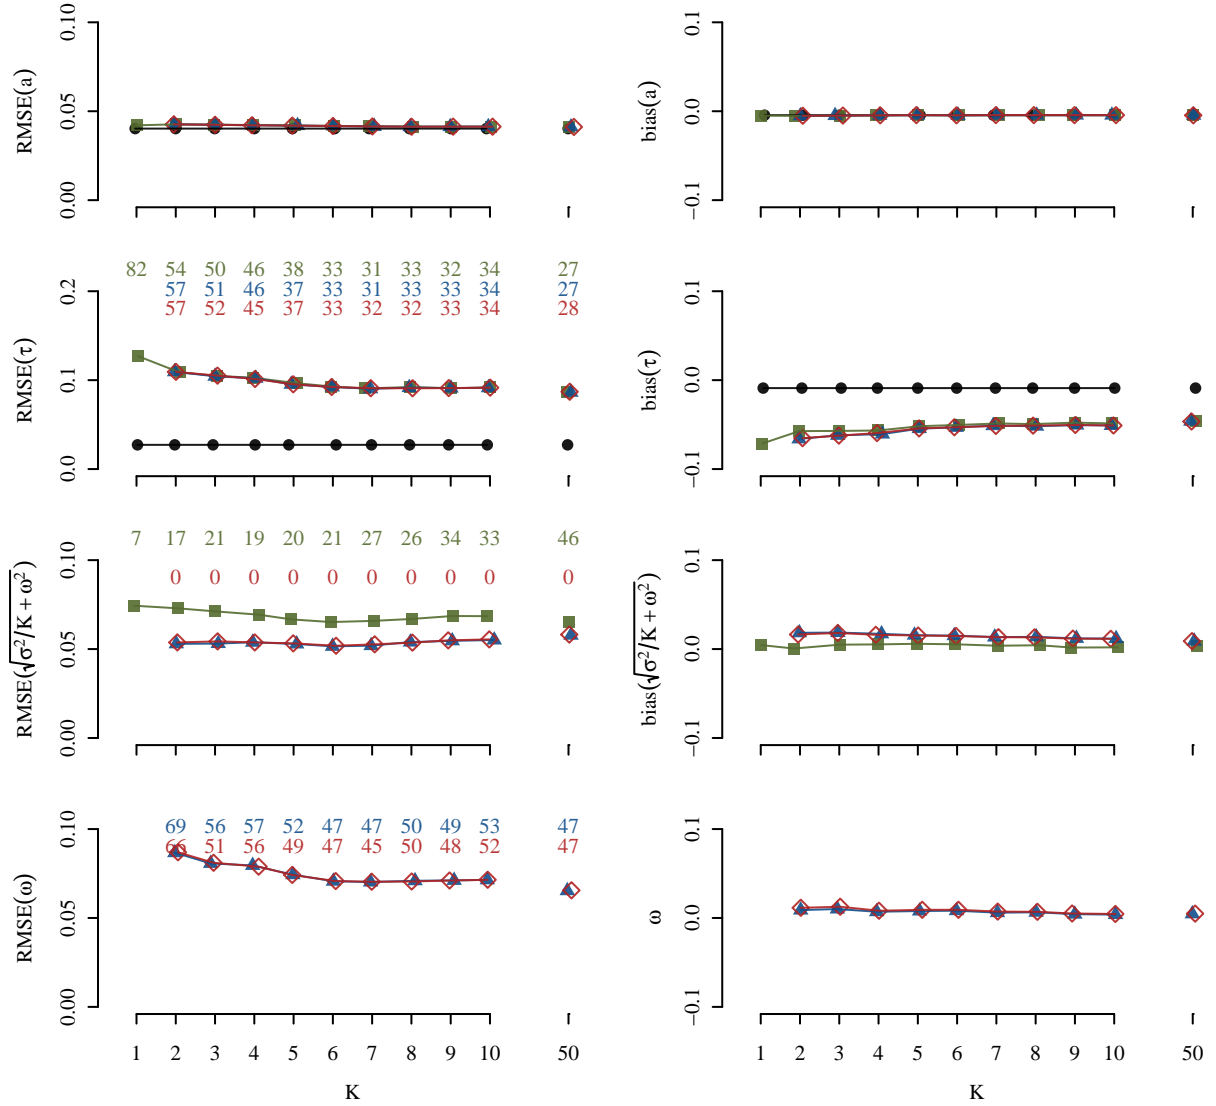 RMSE(a)
0.00 0.05 0.10
bias(a)
−0.1 0.0 0.1
RMSE(τ)
0.0 0.1 0.2
82 54 50 46 38 33 31 33 32 34 27
57 51 46 37 33 31 33 33 34 27
57 52 45 37 33 32 32 33 34 28
bias(τ)
−0.1 0.0 0.1
RMSE(√σ²/K + ω²)
0.00 0.05 0.10
7 17 21 19 20 21 27 26 34 33 46
0 0 0 0 0 0 0 0 0 0
bias(√σ²/K + ω²)
−0.1 0.0 0.1
RMSE(ω)
0.00 0.05 0.10
69 56 57 52 47 47 50 49 53 47
66 51 56 49 47 45 50 48 52 47
1 2 3 4 5 6 7 8 9 10 50
K
ω
−0.1 0.0 0.1
1 2 3 4 5 6 7 8 9 10 50
K